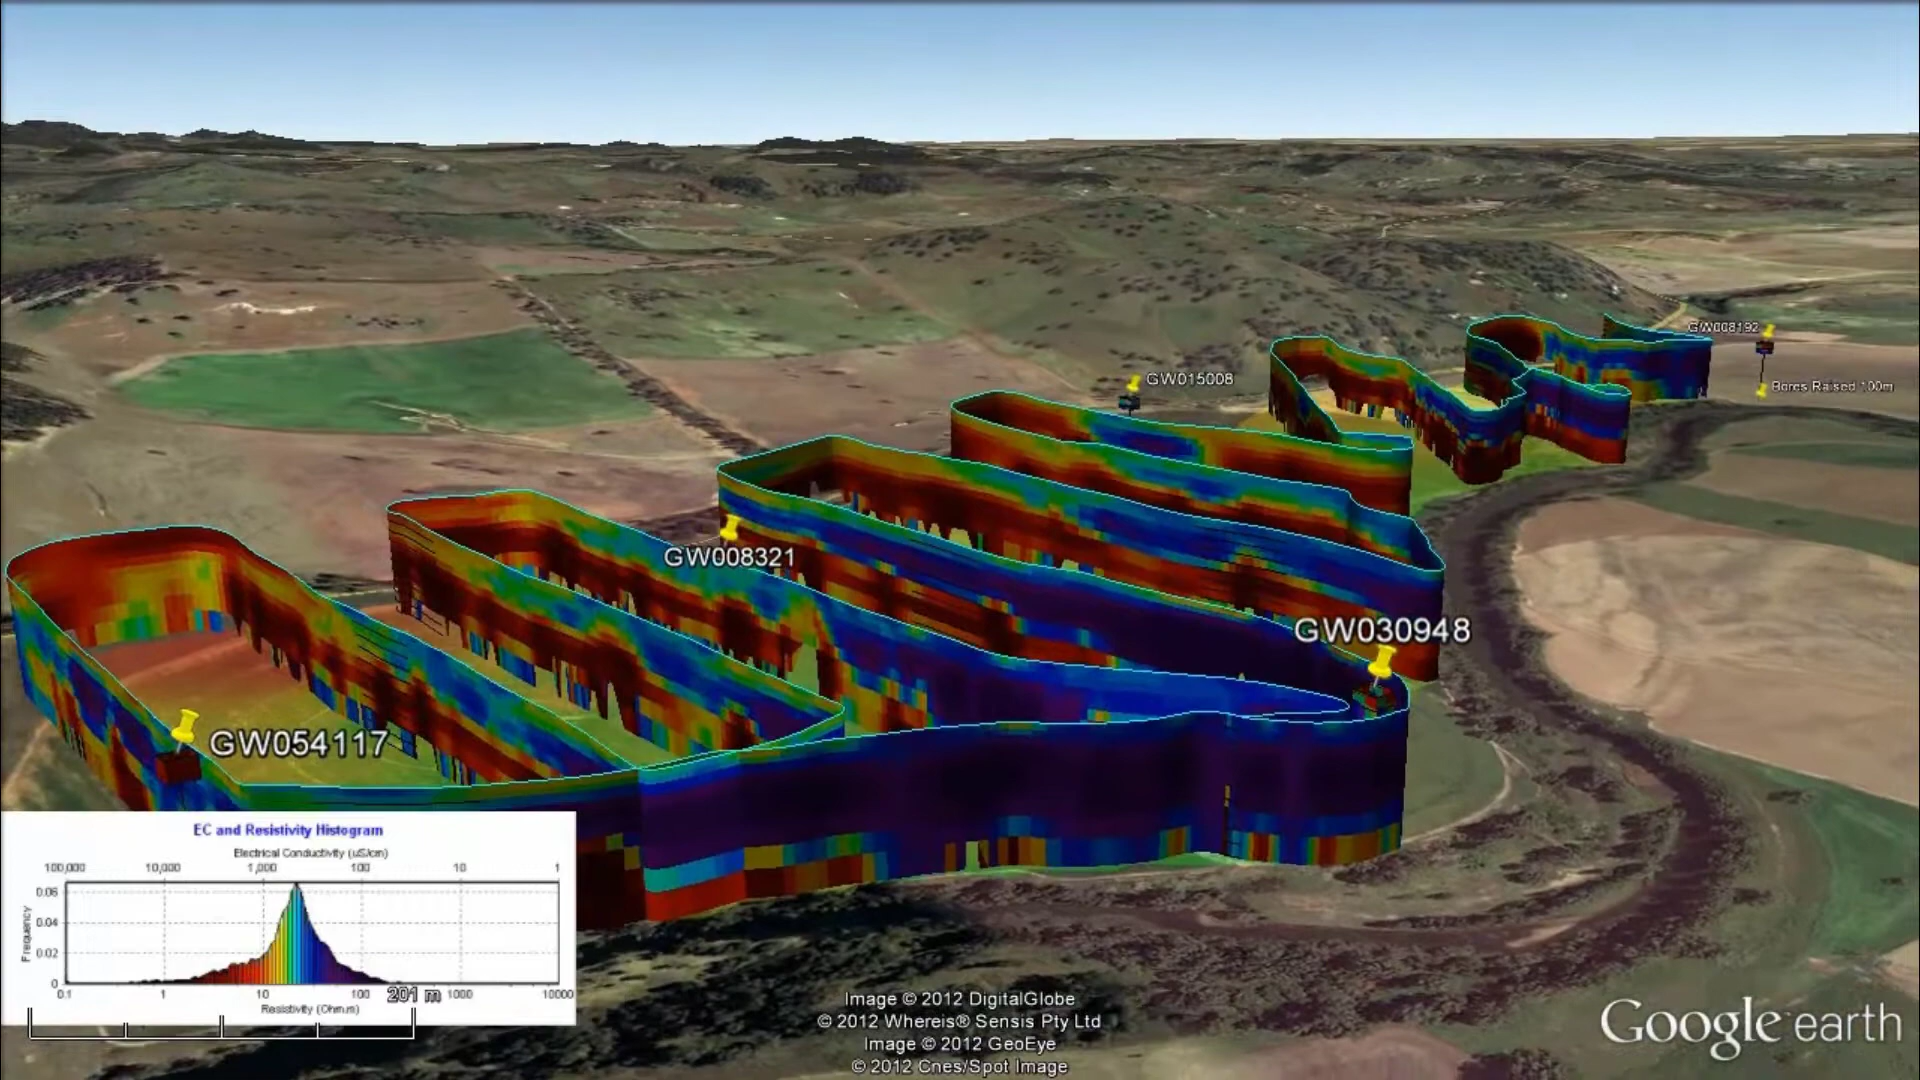 GW008192
Bores Raised 100m
GW015008
GW008321
GW030948
GW054117
EC and Resistivity Histogram
Electrical Conductivity (uS/cm)
100,000 10,000 1,000 100 10 1
0.06
0.04
0.02
0
Frequency
0.1 1 10 100 1000 10000
201 m
Resistivity (Ohm.m)
Image © 2012 DigitalGlobe
© 2012 Whereis® Sensis Pty Ltd
Image © 2012 GeoEye
© 2012 Cnes/Spot Image
Google earth